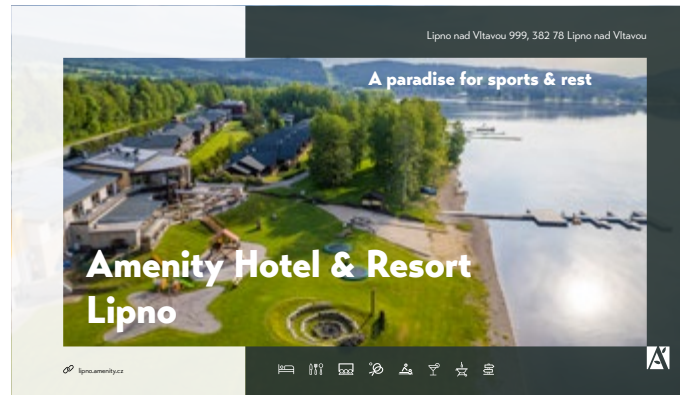 Lipno nad Vltavou 999, 382 78 Lipno nad Vltavou
A paradise for sports & rest
Amenity Hotel & Resort
Lipno
lipno.amenity.cz